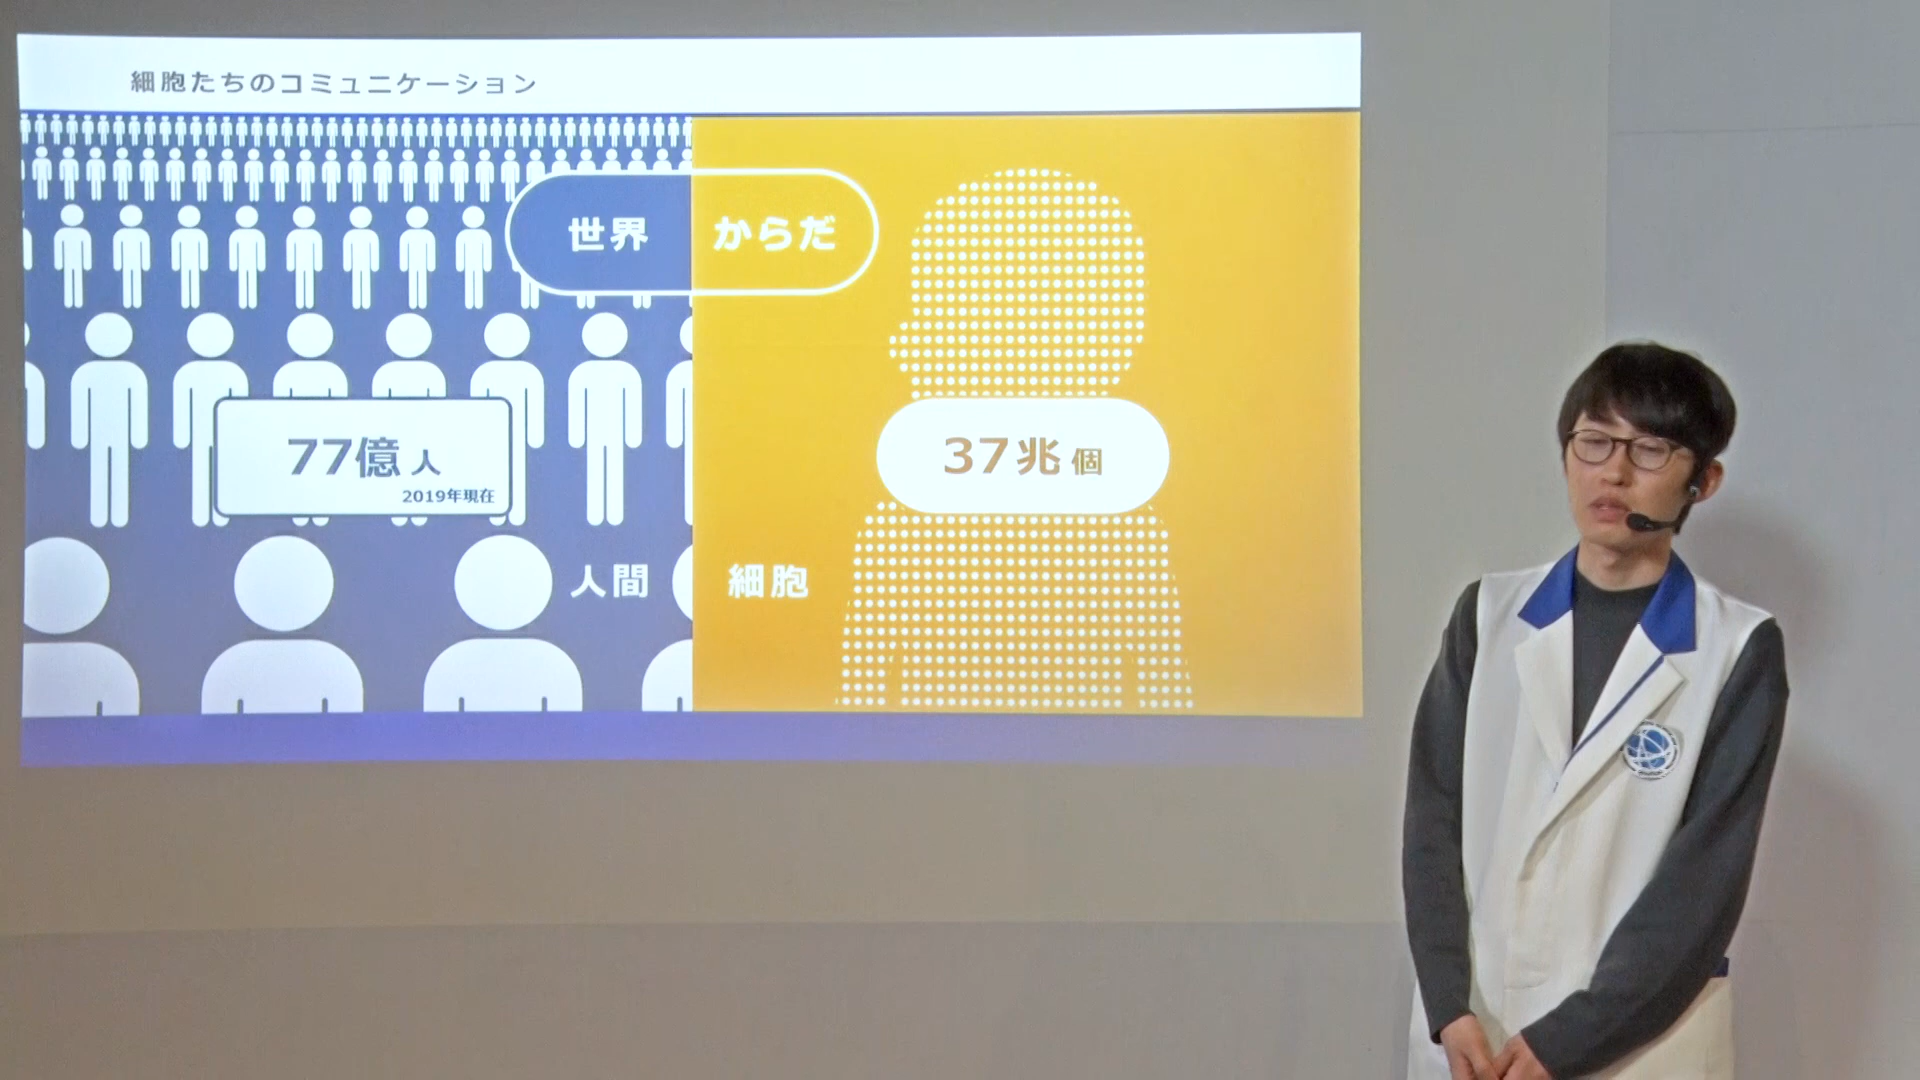 細胞たちのコミュニケーション
世界 からだ
77億人
2019年現在
37兆個
人間 細胞